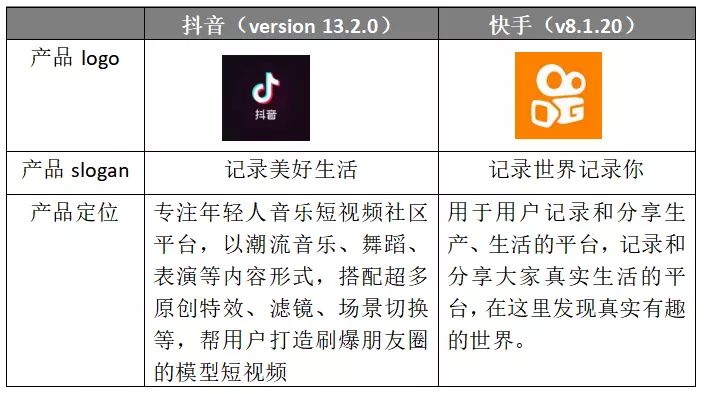 抖音（version 13.2.0）
快手（v8.1.20）
产品 logo
抖音
产品 slogan
记录美好生活
记录世界记录你
产品定位
专注年轻人音乐短视频社区
平台，以潮流音乐、舞蹈、
表演等内容形式，搭配超多
原创特效、滤镜、场景切换
等，帮用户打造刷爆朋友圈
的模型短视频
用于用户记录和分享生
产、生活的平台，记录和
分享大家真实生活的平
台，在这里发现真实有趣
的世界。